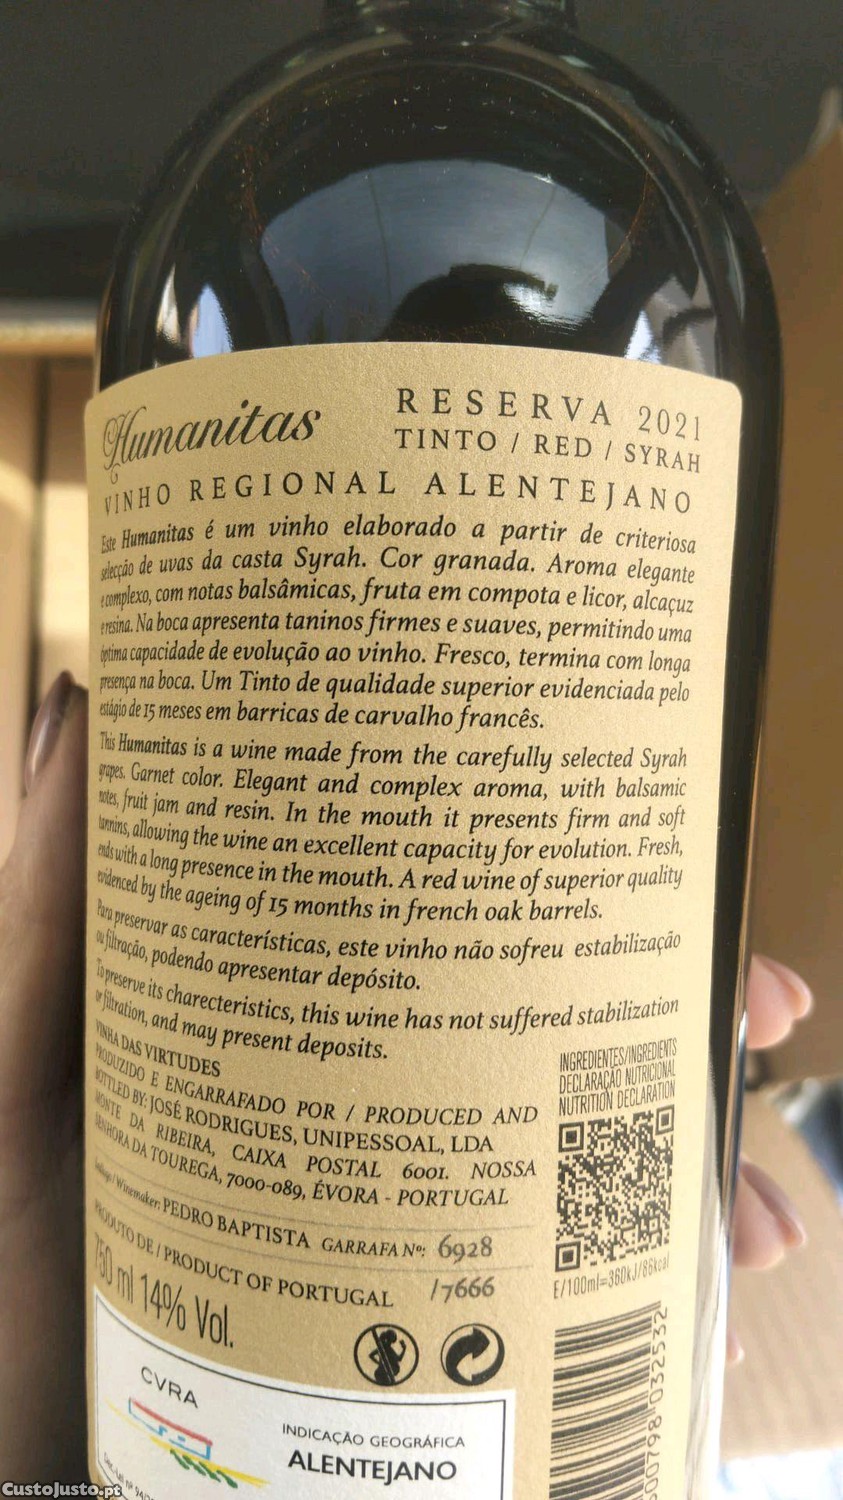 Humanitas
RESERVA 2021
TINTO / RED / SYRAH
VINHO REGIONAL ALENTEJANO
Este Humanitas é um vinho elaborado a partir de criteriosa
selecção de uvas da casta Syrah. Cor granada. Aroma elegante
e complexo, com notas balsâmicas, fruta em compota e licor, alcaçuz
e resina. Na boca apresenta taninos firmes e suaves, permitindo uma
óptima capacidade de evolução ao vinho. Fresco, termina com longa
presença na boca. Um Tinto de qualidade superior evidenciada pelo
estágio de 15 meses em barricas de carvalho francês.
This Humanitas is a wine made from the carefully selected Syrah
grapes. Garnet color. Elegant and complex aroma, with balsamic
notes, fruit jam and resin. In the mouth it presents firm and soft
tannins, allowing the wine an excellent capacity for evolution. Fresh,
ends with a long presence in the mouth. A red wine of superior quality
evidenced by the ageing of 15 months in french oak barrels.
Para preservar as características, este vinho não sofreu estabilização
ou filtração, podendo apresentar depósito.
To preserve its charecteristics, this wine has not suffered stabilization
or filtration, and may present deposits.
VINHA DAS VIRTUDES
PRODUZIDO E ENGARRAFADO POR / PRODUCED AND
BOTTLED BY: JOSÉ RODRIGUES, UNIPESSOAL, LDA
MONTE DA RIBEIRA, CAIXA POSTAL 6001. NOSSA
SENHORA DA TOUREGA, 7000-089, ÉVORA - PORTUGAL
Enólogo / Winemaker: PEDRO BAPTISTA GARRAFA Nº: 6928
/7666
PRODUTO DE / PRODUCT OF PORTUGAL
750 ml 14% Vol.
INGREDIENTES/INGREDIENTS
DECLARAÇÃO NUTRICIONAL
NUTRITION DECLARATION
E/100ml=360kJ/86kcal
CVRA
INDICAÇÃO GEOGRÁFICA
ALENTEJANO
600798 032532
CustoJusto.pt